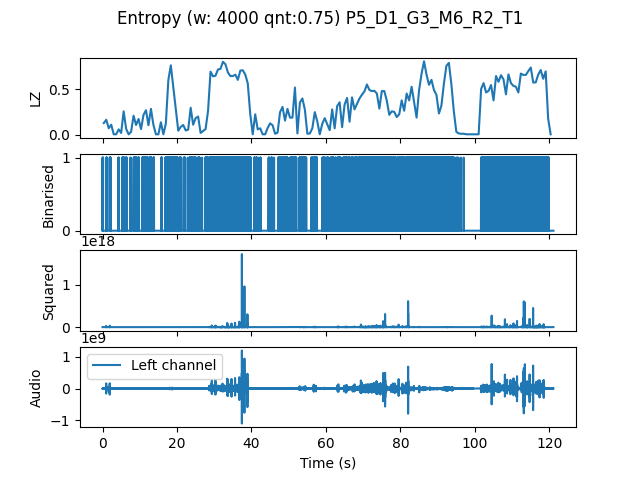 Entropy (w: 4000 qnt:0.75) P5_D1_G3_M6_R2_T1
LZ
0.5
0.0
Binarised
1
0
1e18
Squared
1
0
1e9
Audio
1
0
−1
Left channel
0 20 40 60 80 100 120
Time (s)